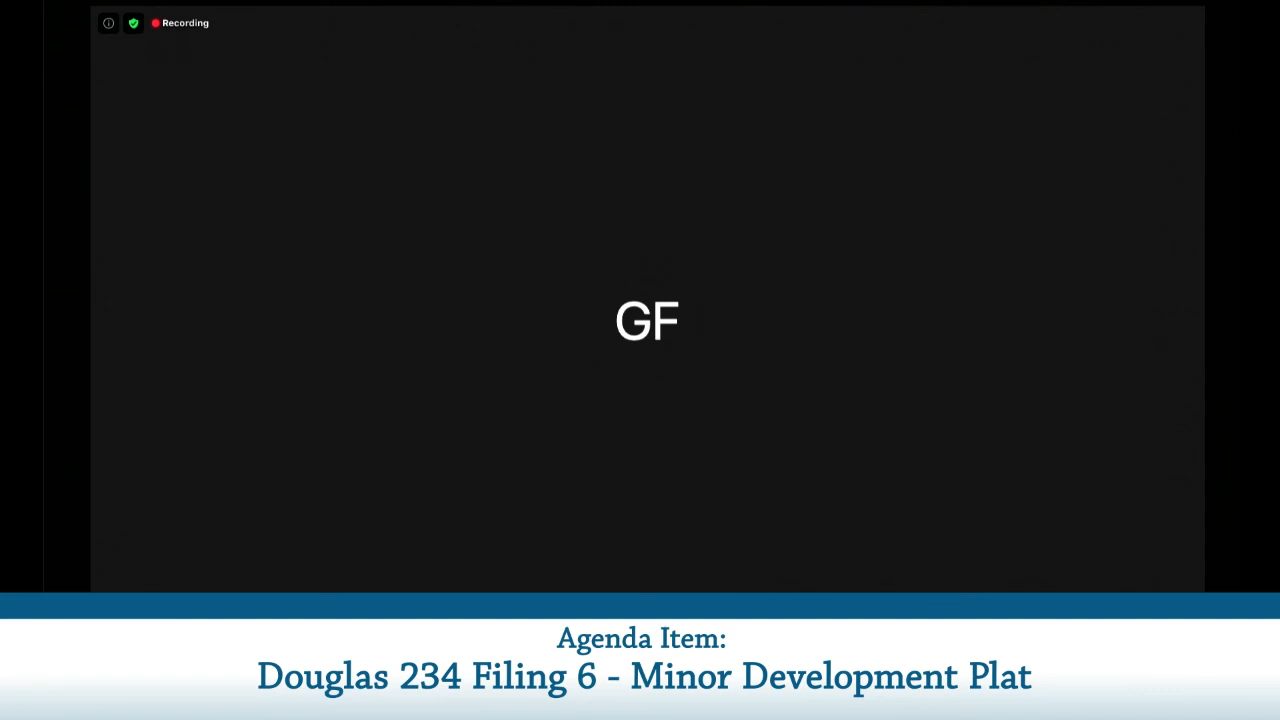 Recording
GF
Agenda Item:
Douglas 234 Filing 6 - Minor Development Plat